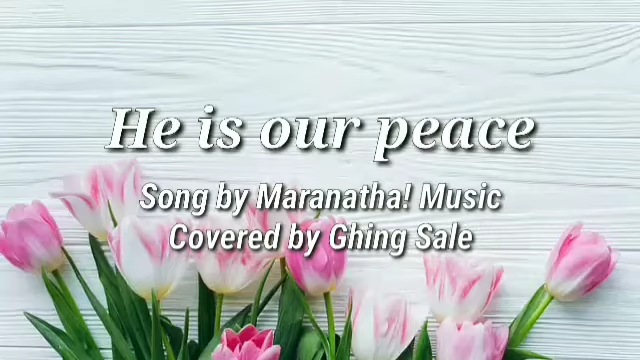 He is our peace
Song by Maranatha! Music
Covered by Ghing Sale